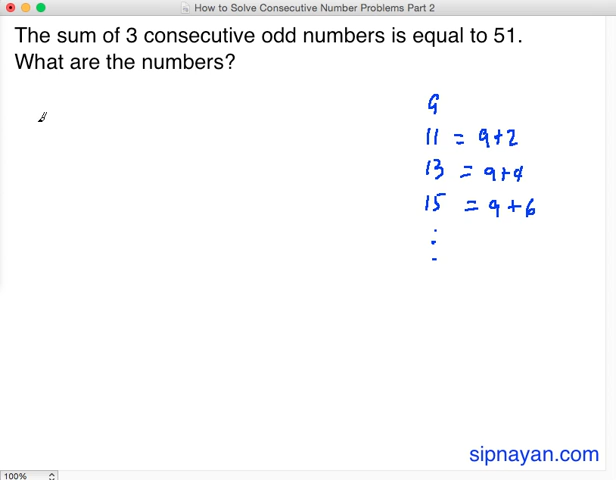 How to Solve Consecutive Number Problems Part 2
The sum of 3 consecutive odd numbers is equal to 51.
What are the numbers?
9
11 = 9+2
13 = 9+4
15 = 9+6
sipnayan.com
100%